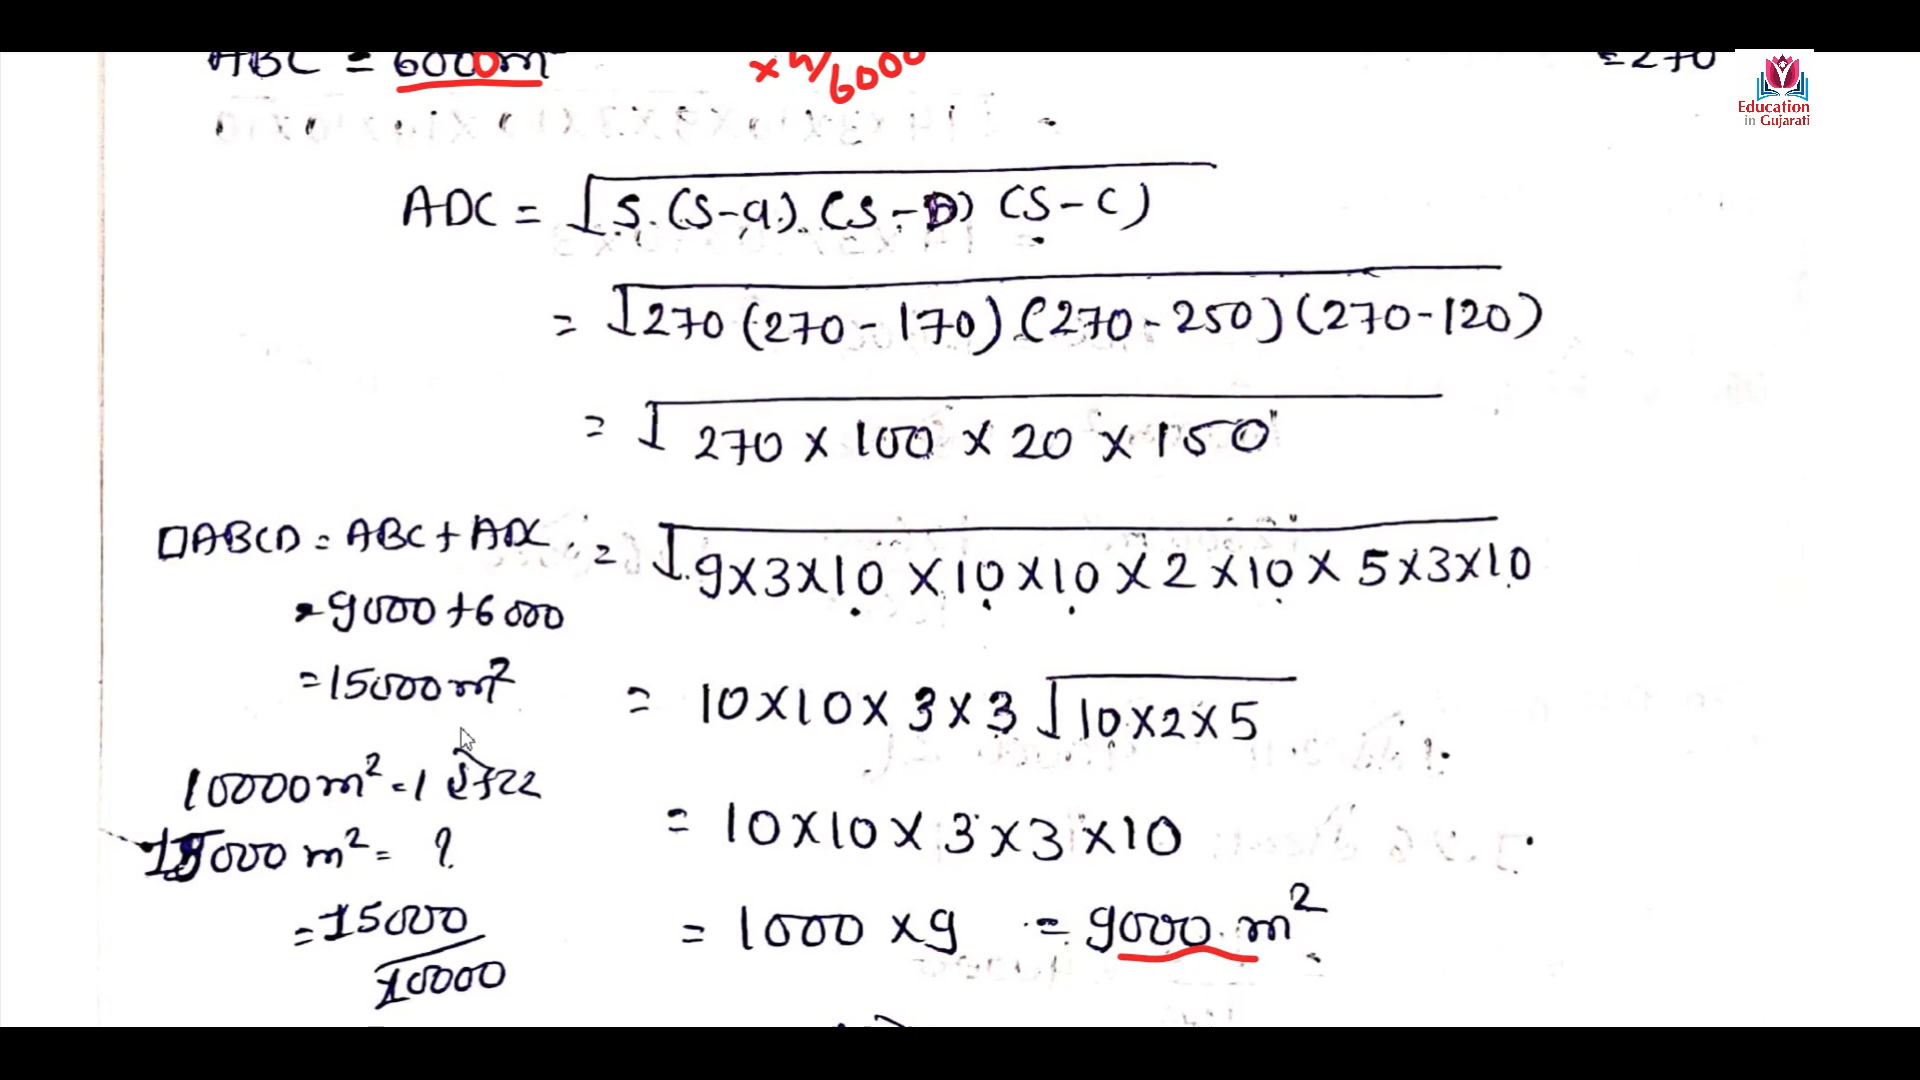 ABC = 6000m²
= 270
Education
in Gujarati
ADC = √S.(S-a).(S-b)(S-C)
= √270(270-170)(270-250)(270-120)
= √270 × 100 × 20 × 150
= √9×3×10 ×10×10 × 2 ×10 × 5×3×10
= 10×10× 3×3 √10×2×5
= 10×10× 3×3×10
= 1000 ×9 = 9000 m²
□ABCD = ABC + ADC
= 9000 + 6000
= 15000 m²
10000m² = 1 હેક્ટર
15000 m² = ?
= 15000
10000